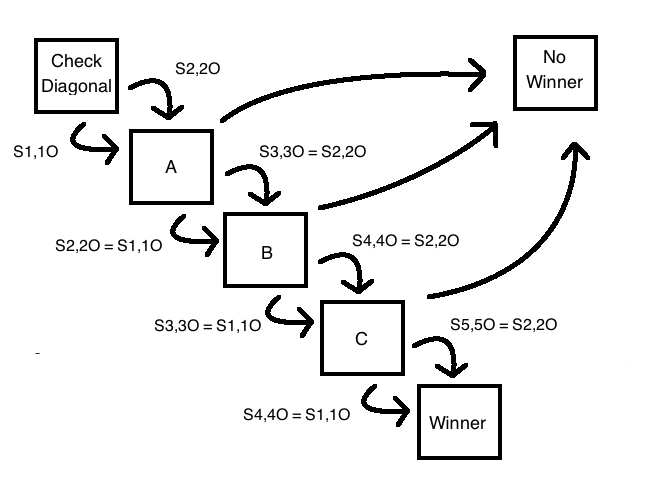 Check
Diagonal
S2,2O
No
Winner
S1,1O
A
S3,3O = S2,2O
S2,2O = S1,1O
B
S4,4O = S2,2O
S3,3O = S1,1O
C
S5,5O = S2,2O
S4,4O = S1,1O
Winner